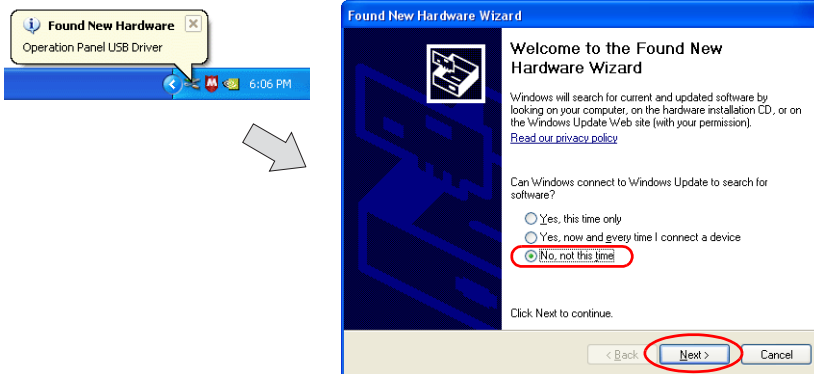 Found New Hardware
Operation Panel USB Driver
6:06 PM
Found New Hardware Wizard
Welcome to the Found New
Hardware Wizard
Windows will search for current and updated software by
looking on your computer, on the hardware installation CD, or on
the Windows Update Web site (with your permission).
Read our privacy policy
Can Windows connect to Windows Update to search for
software?
Yes, this time only
Yes, now and every time I connect a device
No, not this time
Click Next to continue.
< Back
Next >
Cancel